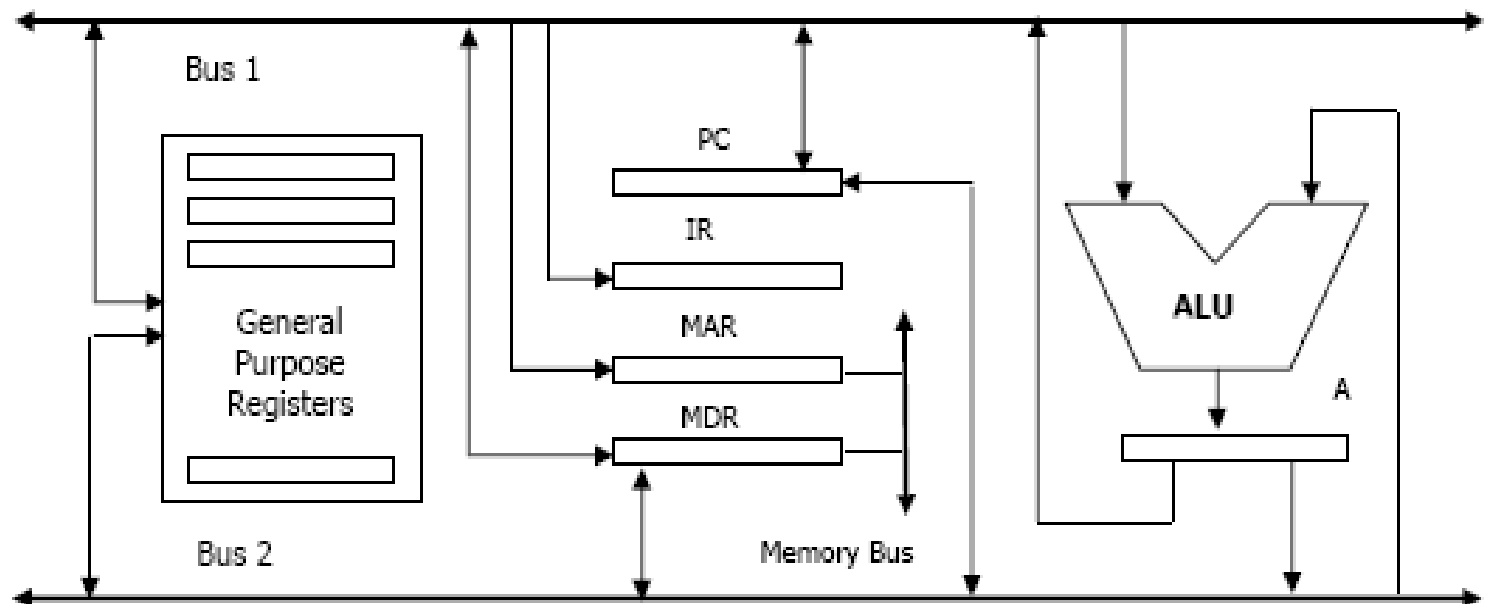 Bus 1
PC
IR
General
Purpose
Registers
MAR
MDR
ALU
A
Bus 2
Memory Bus